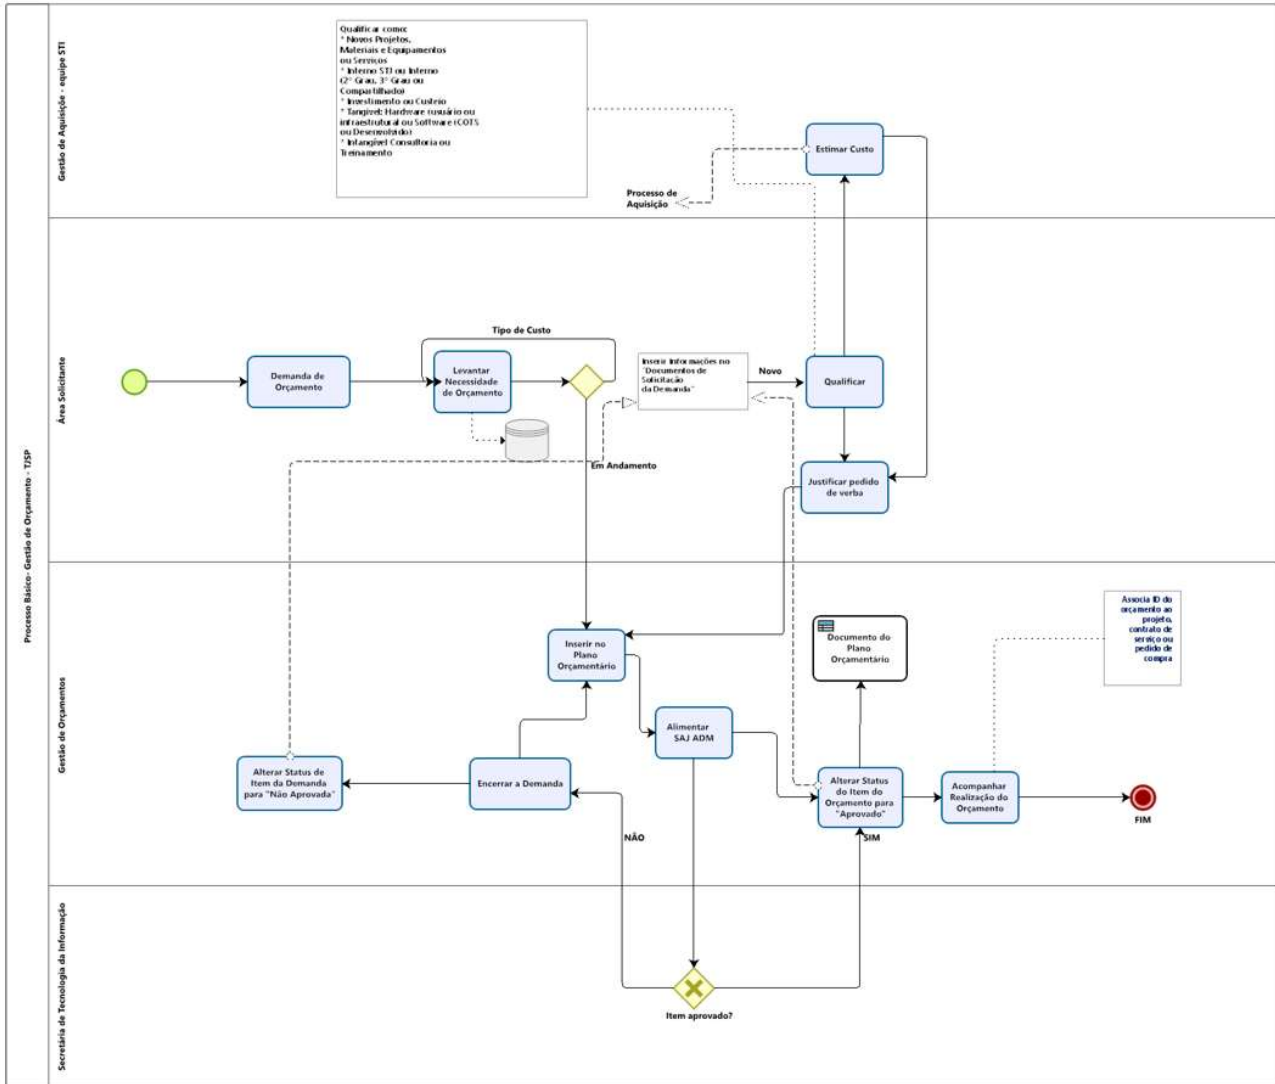 Processo Básico- Gestão de Orçamento - TJSP
Gestão de Aquisição - equipe STI
Qualificar como:
* Novos Projetos,
Materiais e Equipamentos
ou Serviços
* Interno STJ ou Interno
(2° Grau, 3° Grau ou
Compartilhado)
* Investimento ou Custeio
* Tangível: Hardware (usuário ou
infraestrutura) ou Software (COTS
ou Desenvolvido)
* Intangível Consultoria ou
Treinamento
Estimar Custo
Processo de
Aquisição
Área Solicitante
Tipo de Custo
Demanda de
Orçamento
Levantar
Necessidade
de Orçamento
Inserir Informações no
"Documentos de
Solicitação
da Demanda"
Novo
Qualificar
Em Andamento
Justificar pedido
de verba
Gestão de Orçamentos
Associa ID do
orçamento ao
projeto,
contrato de
serviço ou
pedido de
compra
Inserir no
Plano
Orçamentário
Documento do
Plano
Orçamentário
Alimentar
SAJ ADM
Alterar Status de
Item da Demanda
para "Não Aprovada"
Encerrar a Demanda
Alterar Status
do Item do
Orçamento para
"Aprovado"
Acompanhar
Realização do
Orçamento
FIM
NÃO
SIM
Secretária de Tecnologia da Informação
Item aprovado?